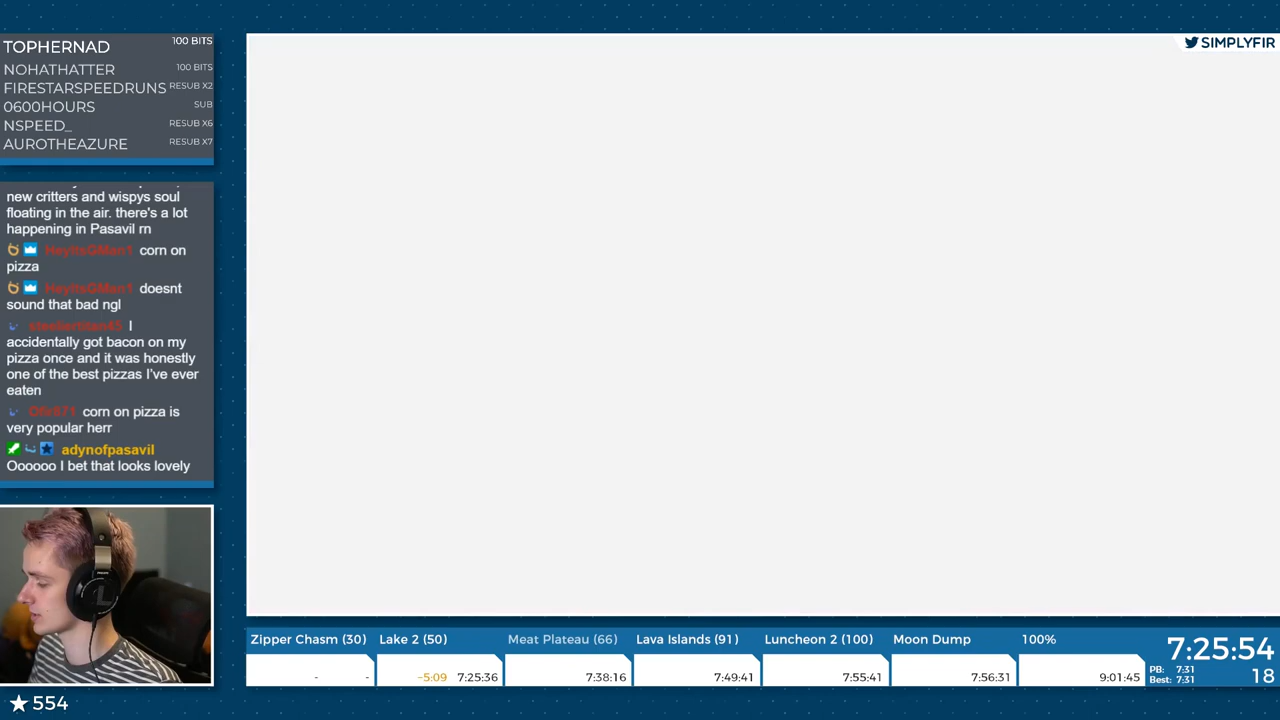 TOPHERNAD 100 BITS
NOHATHATTER 100 BITS
FIRESTARSPEEDRUNS RESUB X2
0600HOURS SUB
NSPEED_ RESUB X6
AUROTHEAZURE RESUB X7
SIMPLYFIR
new critters and wispys soul
floating in the air. there's a lot
happening in Pasavil rn
HeyItsGMan1 corn on
pizza
HeyItsGMan1 doesnt
sound that bad ngl
I
accidentally got bacon on my
pizza once and it was honestly
one of the best pizzas I've ever
eaten
corn on pizza is
very popular herr
adynofpasavil
Oooooo I bet that looks lovely
Zipper Chasm (30) Lake 2 (50) Meat Plateau (66) Lava Islands (91) Luncheon 2 (100) Moon Dump 100%
- - -5:09 7:25:36 7:38:16 7:49:41 7:55:41 7:56:31 9:01:45
7:25:54
PB: 7:31
Best: 7:31
18
554